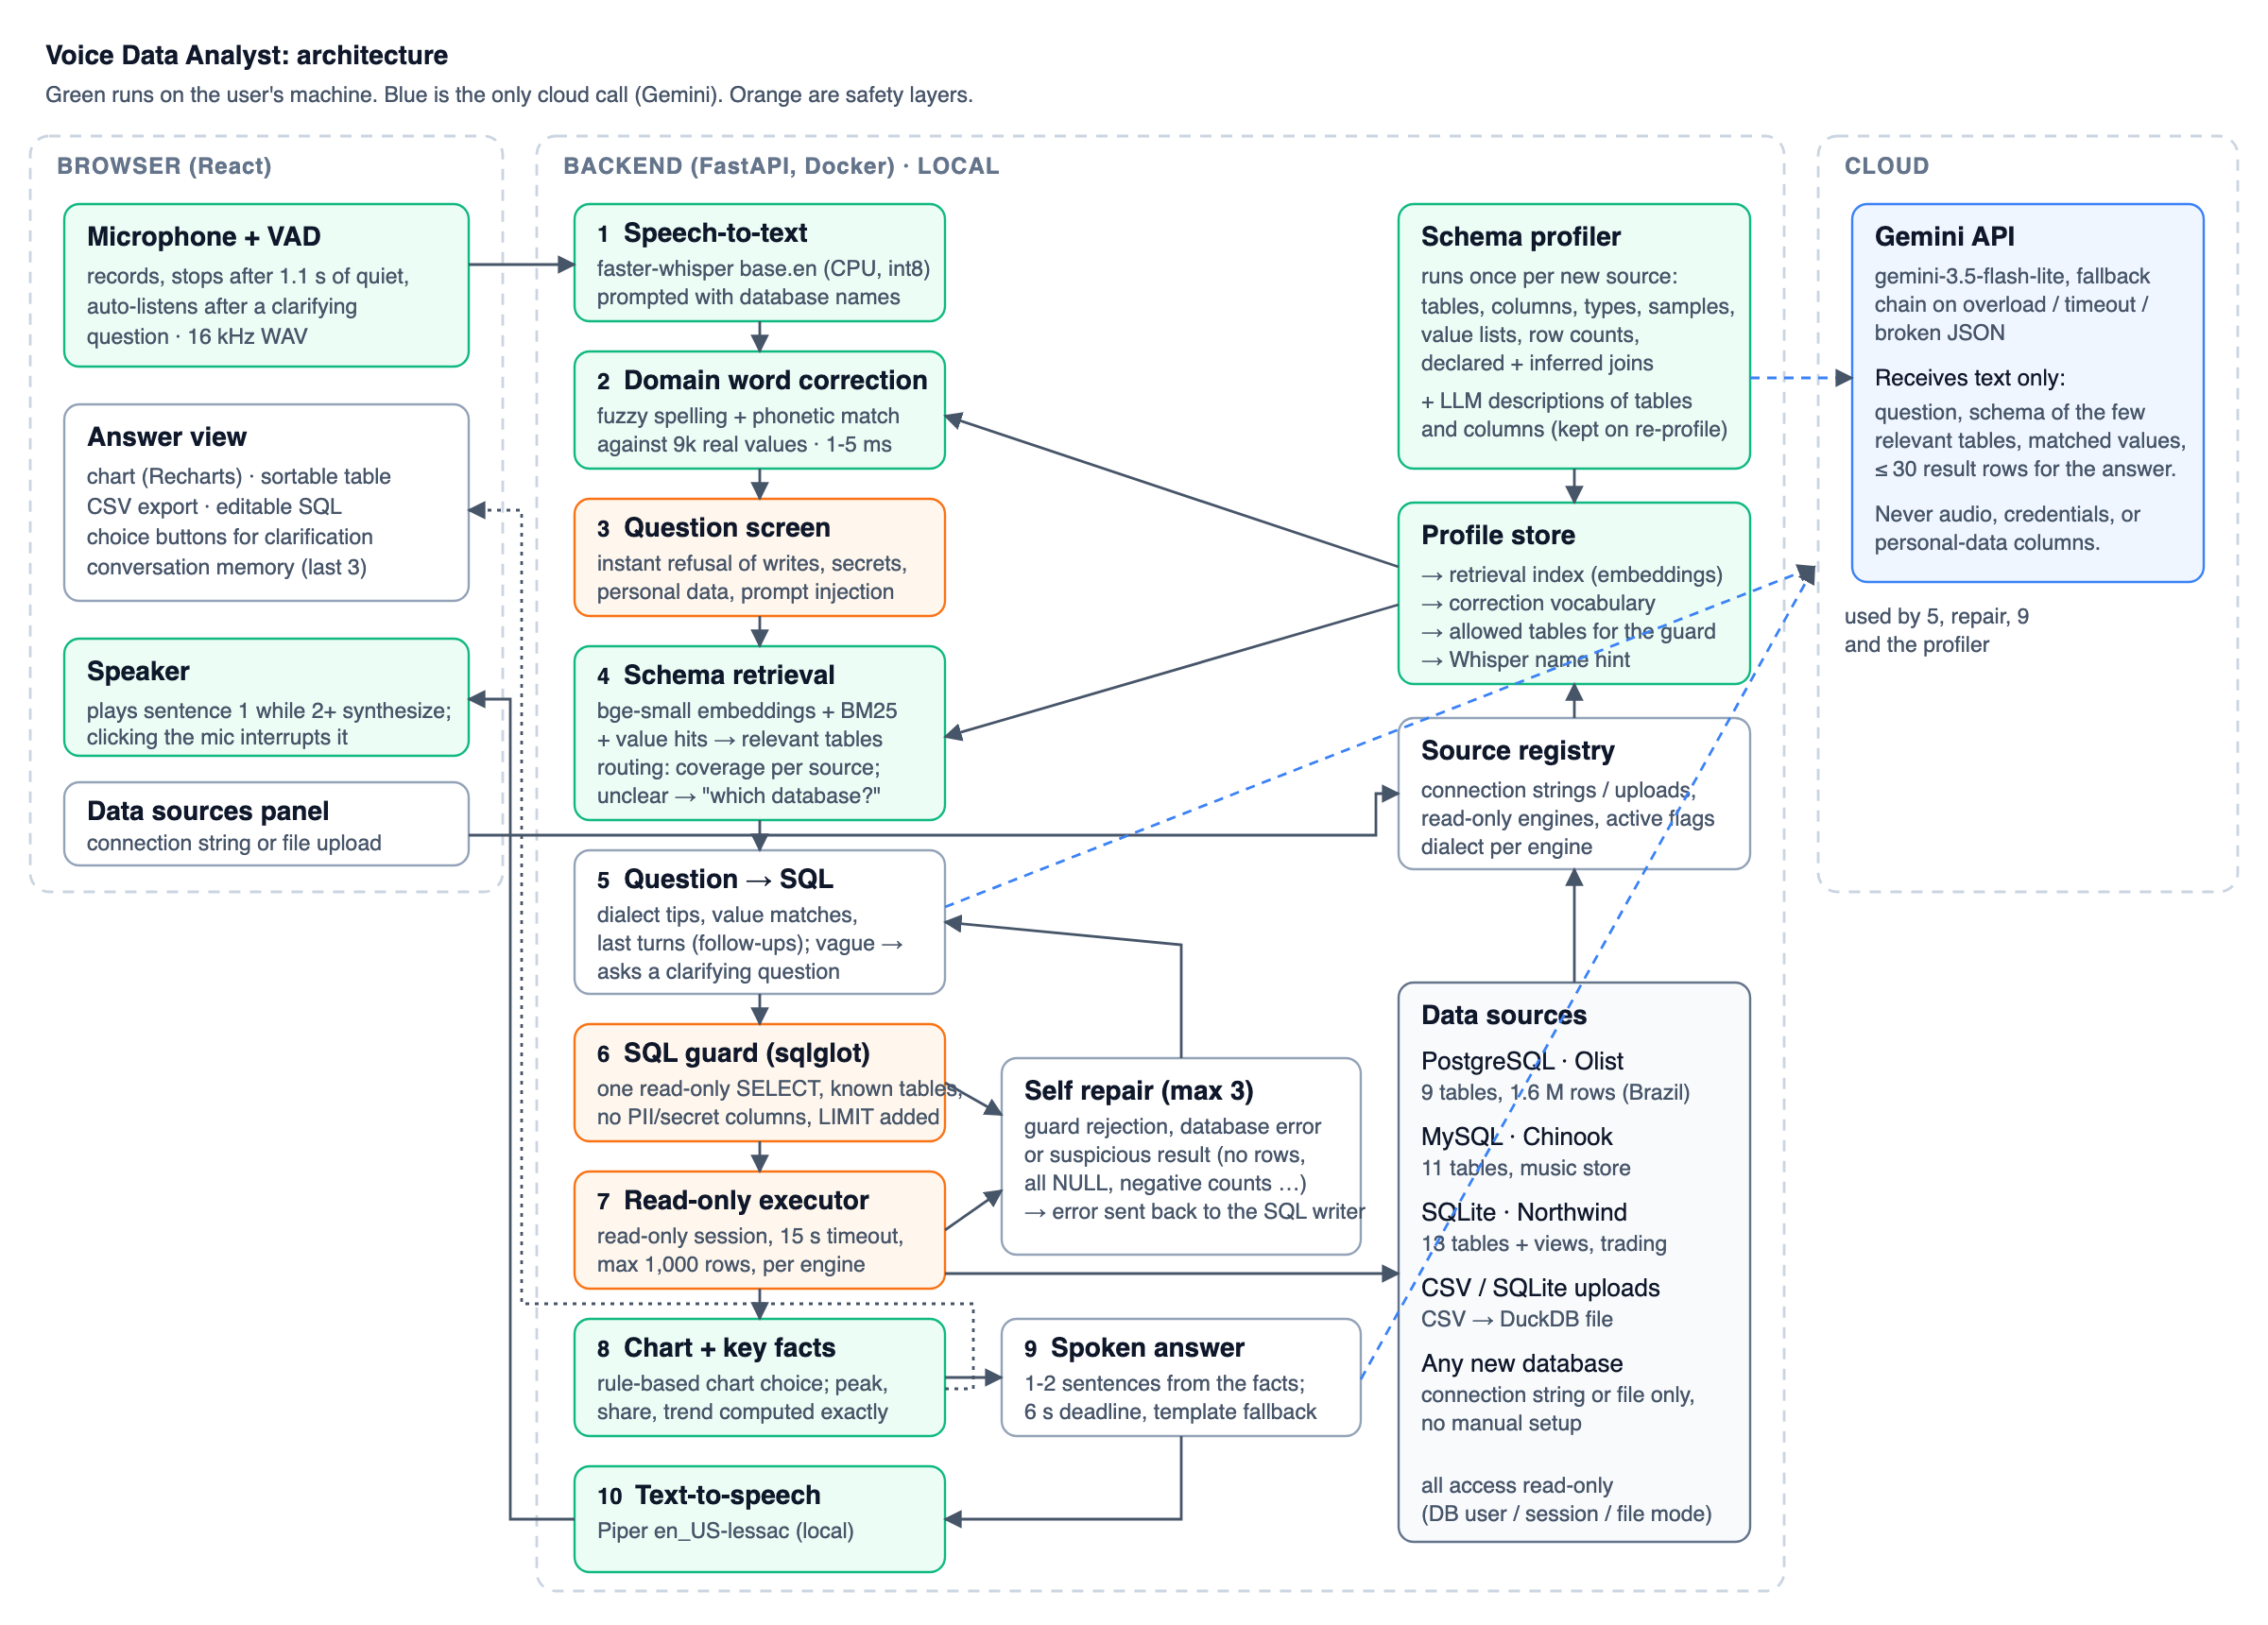 Voice Data Analyst: architecture
Green runs on the user's machine. Blue is the only cloud call (Gemini). Orange are safety layers.
BROWSER (React)
Microphone + VAD
records, stops after 1.1 s of quiet,
auto-listens after a clarifying
question · 16 kHz WAV
Answer view
chart (Recharts) · sortable table
CSV export · editable SQL
choice buttons for clarification
conversation memory (last 3)
Speaker
plays sentence 1 while 2+ synthesize;
clicking the mic interrupts it
Data sources panel
connection string or file upload
BACKEND (FastAPI, Docker) · LOCAL
1 Speech-to-text
faster-whisper base.en (CPU, int8)
prompted with database names
2 Domain word correction
fuzzy spelling + phonetic match
against 9k real values · 1-5 ms
3 Question screen
instant refusal of writes, secrets,
personal data, prompt injection
4 Schema retrieval
bge-small embeddings + BM25
+ value hits → relevant tables
routing: coverage per source;
unclear → "which database?"
5 Question → SQL
dialect tips, value matches,
last turns (follow-ups); vague →
asks a clarifying question
6 SQL guard (sqlglot)
one read-only SELECT, known tables,
no PII/secret columns, LIMIT added
7 Read-only executor
read-only session, 15 s timeout,
max 1,000 rows, per engine
8 Chart + key facts
rule-based chart choice; peak,
share, trend computed exactly
10 Text-to-speech
Piper en_US-lessac (local)
Self repair (max 3)
guard rejection, database error
or suspicious result (no rows,
all NULL, negative counts …)
→ error sent back to the SQL writer
9 Spoken answer
1-2 sentences from the facts;
6 s deadline, template fallback
Schema profiler
runs once per new source:
tables, columns, types, samples,
value lists, row counts,
declared + inferred joins
+ LLM descriptions of tables
and columns (kept on re-profile)
Profile store
→ retrieval index (embeddings)
→ correction vocabulary
→ allowed tables for the guard
→ Whisper name hint
Source registry
connection strings / uploads,
read-only engines, active flags
dialect per engine
Data sources
PostgreSQL · Olist
9 tables, 1.6 M rows (Brazil)
MySQL · Chinook
11 tables, music store
SQLite · Northwind
13 tables + views, trading
CSV / SQLite uploads
CSV → DuckDB file
Any new database
connection string or file only,
no manual setup
all access read-only
(DB user / session / file mode)
CLOUD
Gemini API
gemini-3.5-flash-lite, fallback
chain on overload / timeout /
broken JSON
Receives text only:
question, schema of the few
relevant tables, matched values,
≤ 30 result rows for the answer.
Never audio, credentials, or
personal-data columns.
used by 5, repair, 9
and the profiler